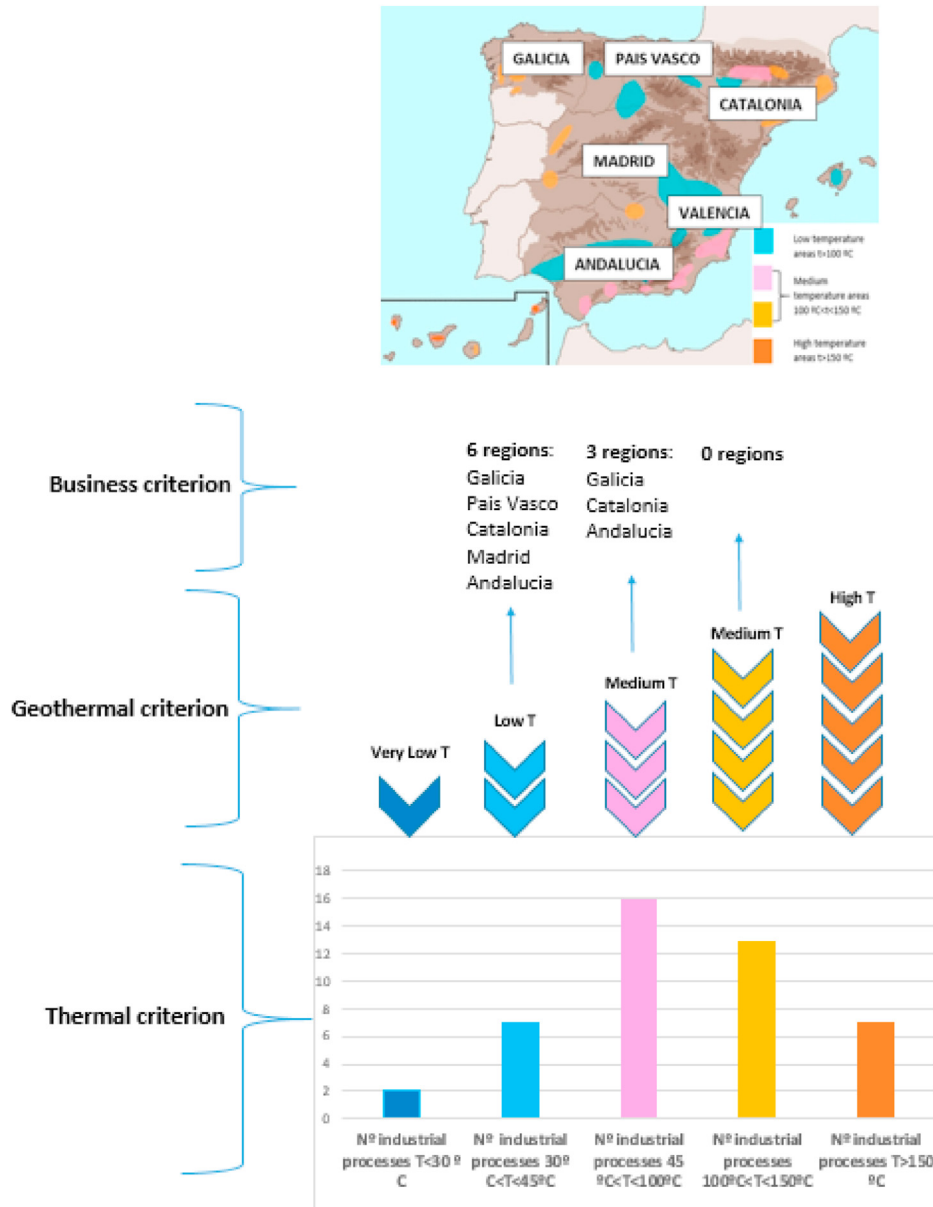 GALICIA
PAIS VASCO
CATALONIA
MADRID
VALENCIA
ANDALUCIA
Low temperature
areas t>100 ºC
Medium
temperature areas
100 ºC<t<150 ºC
High temperature
areas t>150 ºC
Business criterion
6 regions:
Galicia
Pais Vasco
Catalonia
Madrid
Andalucia
3 regions:
Galicia
Catalonia
Andalucia
0 regions
Geothermal criterion
Very Low T
Low T
Medium T
Medium T
High T
Thermal criterion
18
16
14
12
10
8
6
4
2
0
Nº industrial
processes T<30 º
C
Nº industrial
processes 30º
C<T<45ºC
Nº industrial
processes 45
ºC<T<100ºC
Nº industrial
processes
100ºC<T<150ºC
Nº industrial
processes T>150
ºC